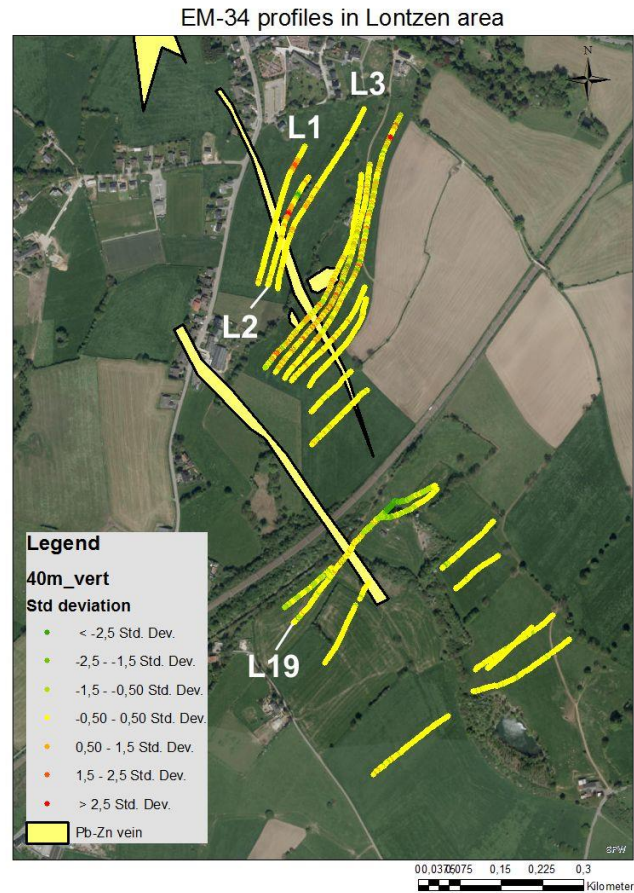 EM-34 profiles in Lontzen area
N
L3
L1
L2
L19
Legend
40m_vert
Std deviation
< -2,5 Std. Dev.
-2,5 - -1,5 Std. Dev.
-1,5 - -0,50 Std. Dev.
-0,50 - 0,50 Std. Dev.
0,50 - 1,5 Std. Dev.
1,5 - 2,5 Std. Dev.
> 2,5 Std. Dev.
Pb-Zn vein
SPW
0,15 0,225 0,3
Kilometer